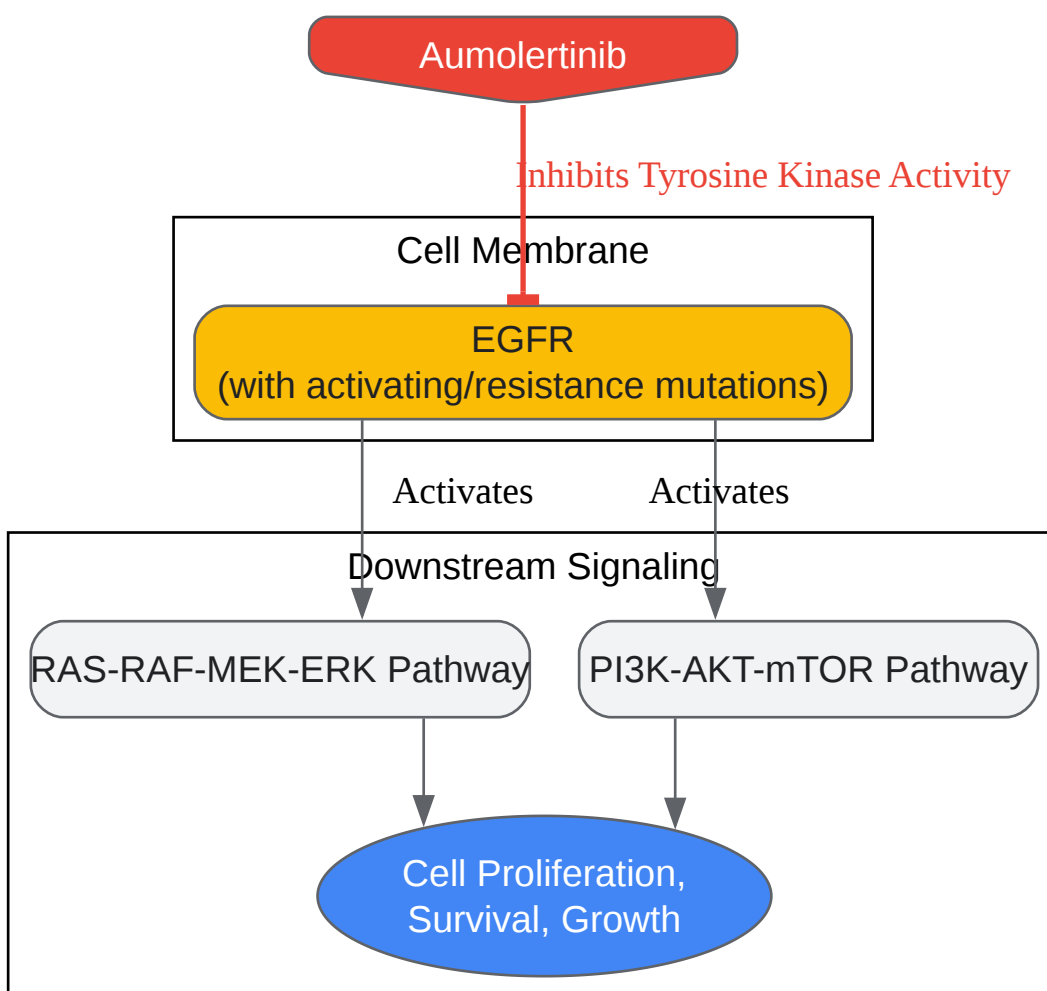 Aumolertinib
Inhibits Tyrosine Kinase Activity
Cell Membrane
EGFR
(with activating/resistance mutations)
Activates
Activates
Downstream Signaling
RAS-RAF-MEK-ERK Pathway
PI3K-AKT-mTOR Pathway
Cell Proliferation,
Survival, Growth